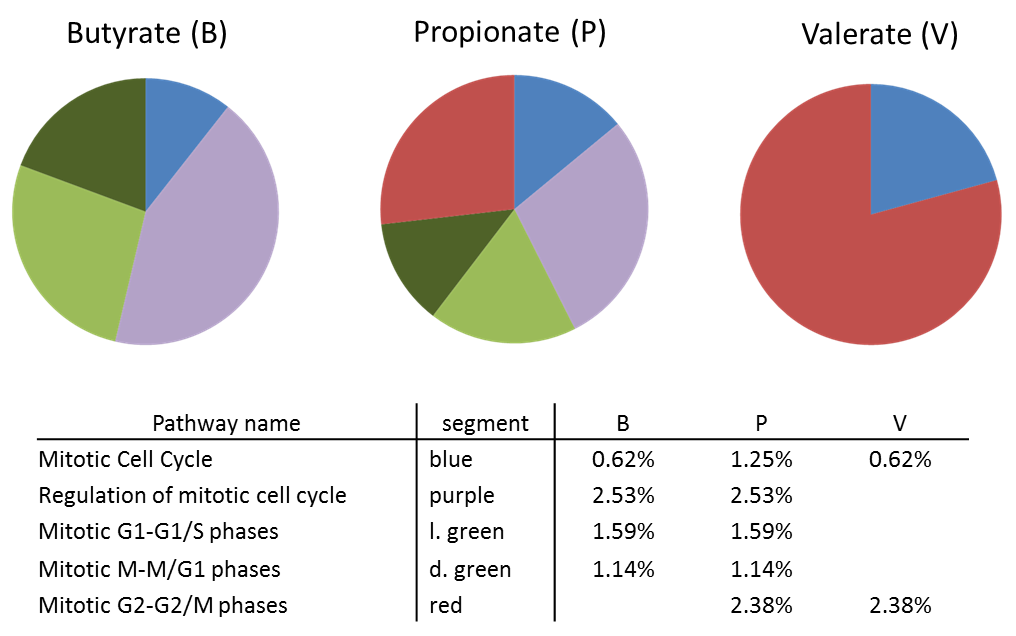 Butyrate (B) Propionate (P) Valerate (V)
Pathway name segment B P V
Mitotic Cell Cycle blue 0.62% 1.25% 0.62%
Regulation of mitotic cell cycle purple 2.53% 2.53%
Mitotic G1-G1/S phases l. green 1.59% 1.59%
Mitotic M-M/G1 phases d. green 1.14% 1.14%
Mitotic G2-G2/M phases red 2.38% 2.38%